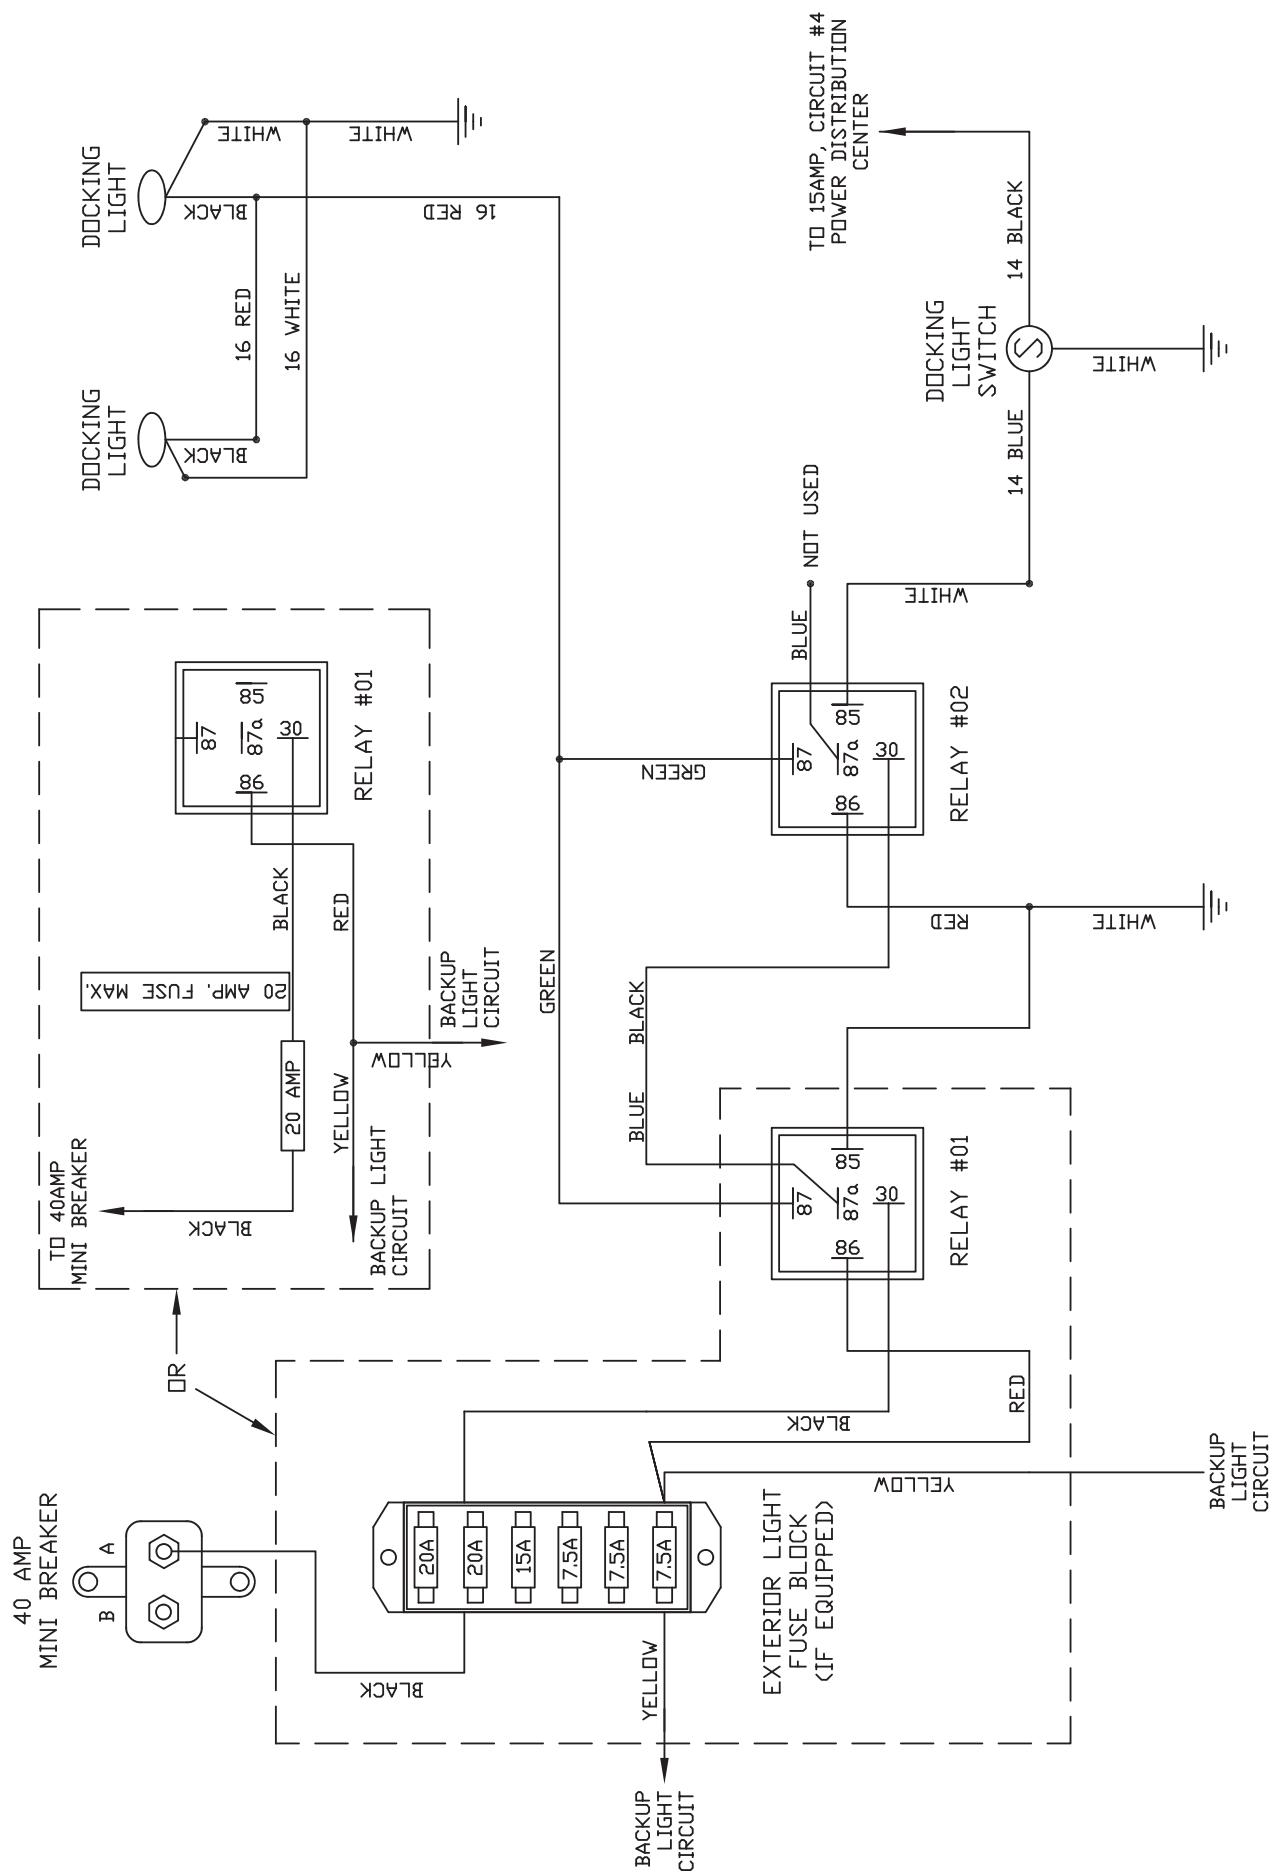 40 AMP
MINI BREAKER
B
A
OR
TO 40AMP
MINI BREAKER
BLACK
20 AMP
20 AMP. FUSE MAX.
BLACK
YELLOW
RED
BACKUP LIGHT
CIRCUIT
YELLOW
BACKUP
LIGHT
CIRCUIT
87
86
87a
85
30
RELAY #01
DOCKING
LIGHT
BLACK
16 RED
16 WHITE
DOCKING
LIGHT
BLACK
WHITE
WHITE
16 RED
BLACK
20A
20A
15A
7.5A
7.5A
7.5A
YELLOW
BACKUP
LIGHT
CIRCUIT
EXTERIOR LIGHT
FUSE BLOCK
(IF EQUIPPED)
BLACK
YELLOW
RED
BACKUP
LIGHT
CIRCUIT
GREEN
BLUE
BLACK
87
86
87a
85
30
RELAY #01
GREEN
RED
WHITE
87
86
87a
85
30
RELAY #02
BLUE
NOT USED
WHITE
14 BLUE
DOCKING
LIGHT
SWITCH
S
WHITE
14 BLACK
TO 15AMP, CIRCUIT #4
POWER DISTRIBUTION
CENTER